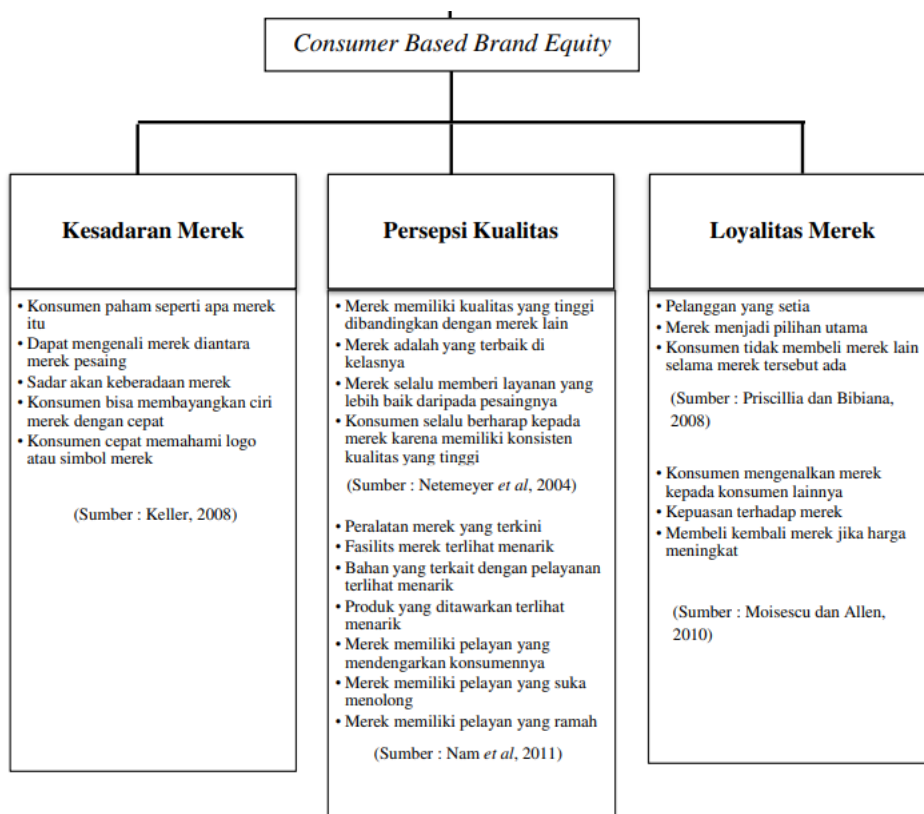 Consumer Based Brand Equity
Kesadaran Merek
• Konsumen paham seperti apa merek
itu
• Dapat mengenali merek diantara
merek pesaing
• Sadar akan keberadaan merek
• Konsumen bisa membayangkan ciri
merek dengan cepat
• Konsumen cepat memahami logo
atau simbol merek
(Sumber : Keller, 2008)
Persepsi Kualitas
• Merek memiliki kualitas yang tinggi
dibandingkan dengan merek lain
• Merek adalah yang terbaik di
kelasnya
• Merek selalu memberi layanan yang
lebih baik daripada pesaingnya
• Konsumen selalu berharap kepada
merek karena memiliki konsisten
kualitas yang tinggi
(Sumber : Netemeyer et al, 2004)
• Peralatan merek yang terkini
• Fasilits merek terlihat menarik
• Bahan yang terkait dengan pelayanan
terlihat menarik
• Produk yang ditawarkan terlihat
menarik
• Merek memiliki pelayan yang
mendengarkan konsumennya
• Merek memiliki pelayan yang suka
menolong
• Merek memiliki pelayan yang ramah
(Sumber : Nam et al, 2011)
Loyalitas Merek
• Pelanggan yang setia
• Merek menjadi pilihan utama
• Konsumen tidak membeli merek lain
selama merek tersebut ada
(Sumber : Priscillia dan Bibiana,
2008)
• Konsumen mengenalkan merek
kepada konsumen lainnya
• Kepuasan terhadap merek
• Membeli kembali merek jika harga
meningkat
(Sumber : Moisescu dan Allen,
2010)